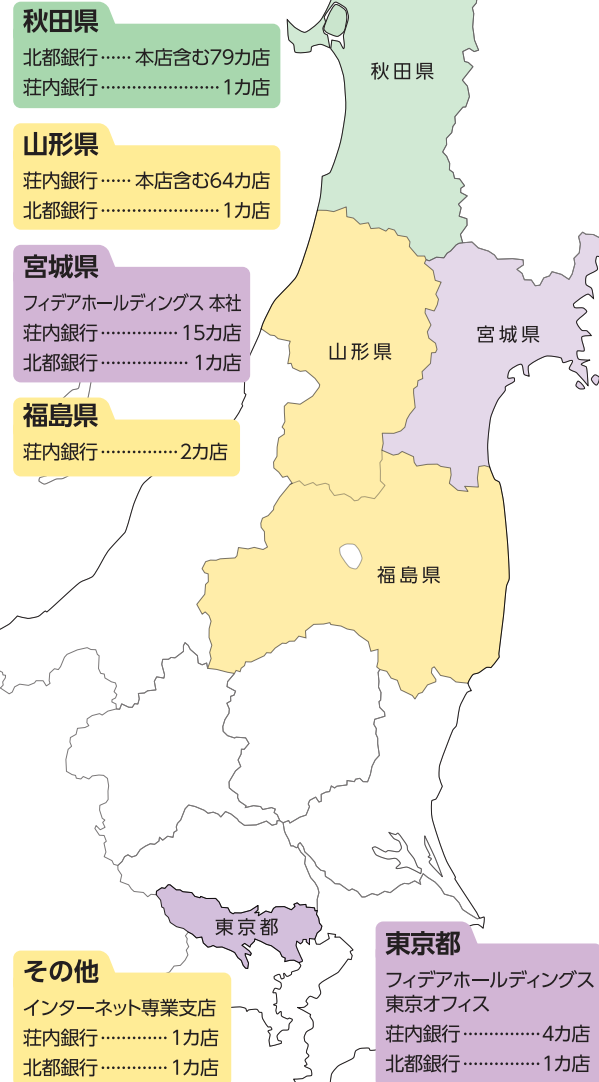 秋田県
北都銀行…… 本店含む79カ店
荘内銀行…………………… 1カ店
秋田県
山形県
荘内銀行…… 本店含む64カ店
北都銀行…………………… 1カ店
宮城県
フィデアホールディングス 本社
荘内銀行…………… 15カ店
北都銀行……………… 1カ店
宮城県
山形県
福島県
荘内銀行……………2カ店
福島県
東京都
東京都
フィデアホールディングス
東京オフィス
荘内銀行……………4カ店
北都銀行……………1カ店
その他
インターネット専業支店
荘内銀行………… 1カ店
北都銀行………… 1カ店